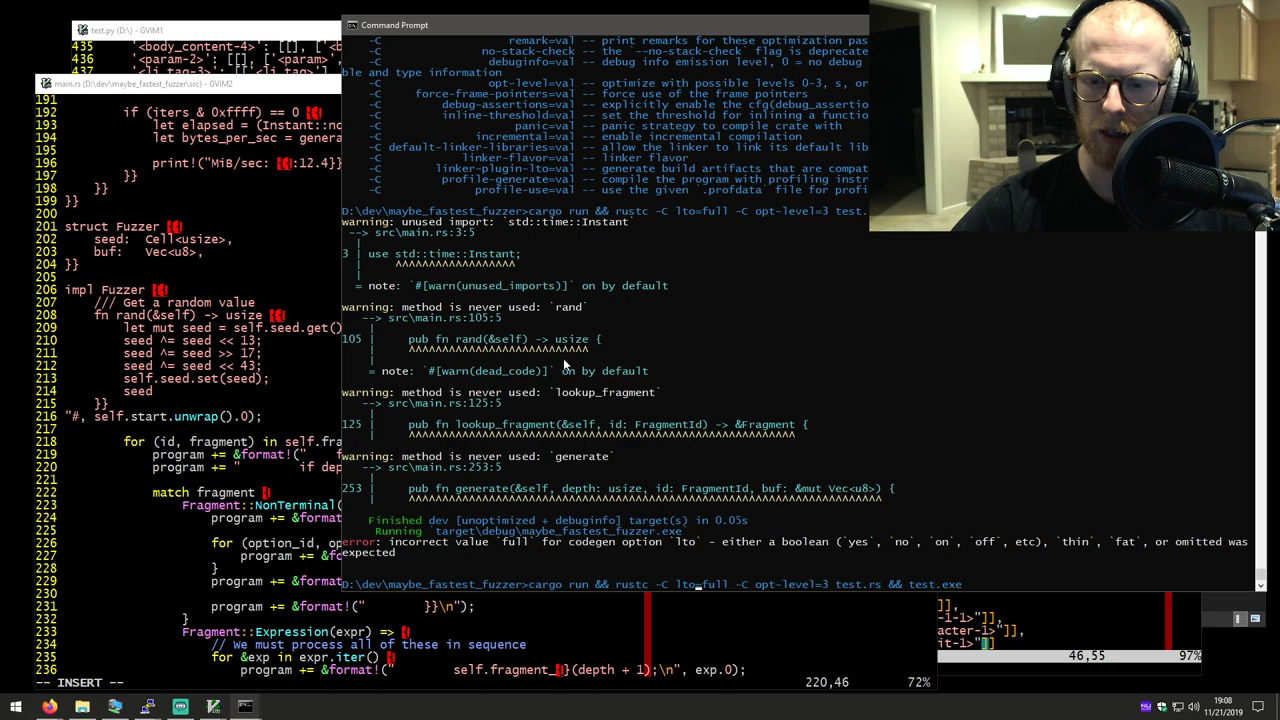 test.py (D:\) - GVIM1
435 '<body_content-4>': [[], ['<b
436 '<param-2>': [[], ['<param>
437 '<li_tag-3>': [['<li_tag>'
main.rs (D:\dev\maybe_fastest_fuzzer\src) - GVIM2
191
192 if (iters & 0xffff) == 0 {{
193 let elapsed = (Instant::no
194 let bytes_per_sec = genera
195
196 print!("MiB/sec: {{:12.4}}
197 }}
198 }}
199 }}
200
201 struct Fuzzer {{
202 seed: Cell<usize>,
203 buf: Vec<u8>,
204 }}
205
206 impl Fuzzer {{
207 /// Get a random value
208 fn rand(&self) -> usize {{
209 let mut seed = self.seed.get()
210 seed ^= seed << 13;
211 seed ^= seed >> 17;
212 seed ^= seed << 43;
213 self.seed.set(seed);
214 seed
215 }}
216 "#, self.start.unwrap().0);
217
218 for (id, fragment) in self.fra
219 program += &format!("    f
220 program += "        if dep
221
222 match fragment {
223 Fragment::NonTerminal(
224 program += &format
225
226 for (option_id, op
227 program += &fo
228 }
229 program += &format
230
231 program += &format!("        }}\n");
232 }
233 Fragment::Expression(expr) => {
234 // We must process all of these in sequence
235 for &exp in expr.iter() {
236 program += &format!("        self.fragment_{}(depth + 1);\n", exp.0);
-- INSERT -- 220,46 72%
Command Prompt
-C remark=val -- print remarks for these optimization pas
-C no-stack-check -- the `--no-stack-check` flag is deprecate
-C debuginfo=val -- debug info emission level, 0 = no debug
ble and type information
-C opt-level=val -- optimize with possible levels 0-3, s, or
-C force-frame-pointers=val -- force use of the frame pointers
-C debug-assertions=val -- explicitly enable the cfg(debug_assertio
-C inline-threshold=val -- set the threshold for inlining a functio
-C panic=val -- panic strategy to compile crate with
-C incremental=val -- enable incremental compilation
-C default-linker-libraries=val -- allow the linker to link its default lib
-C linker-flavor=val -- linker flavor
-C linker-plugin-lto=val -- generate build artifacts that are compat
-C profile-generate=val -- compile the program with profiling instr
-C profile-use=val -- use the given `.profdata` file for profi
D:\dev\maybe_fastest_fuzzer>cargo run && rustc -C lto=full -C opt-level=3 test.
warning: unused import: `std::time::Instant`
--> src\main.rs:3:5
|
3 | use std::time::Instant;
| ^^^^^^^^^^^^^^^^^^
|
= note: `#[warn(unused_imports)]` on by default
warning: method is never used: `rand`
--> src\main.rs:105:5
|
105 | pub fn rand(&self) -> usize {
| ^^^^^^^^^^^^^^^^^^^^^^^^^^^
|
= note: `#[warn(dead_code)]` on by default
warning: method is never used: `lookup_fragment`
--> src\main.rs:125:5
|
125 | pub fn lookup_fragment(&self, id: FragmentId) -> &Fragment {
| ^^^^^^^^^^^^^^^^^^^^^^^^^^^^^^^^^^^^^^^^^^^^^^^^^^^^^^^^^^
warning: method is never used: `generate`
--> src\main.rs:253:5
|
253 | pub fn generate(&self, depth: usize, id: FragmentId, buf: &mut Vec<u8>) {
| ^^^^^^^^^^^^^^^^^^^^^^^^^^^^^^^^^^^^^^^^^^^^^^^^^^^^^^^^^^^^^^^^^^^^^^^
Finished dev [unoptimized + debuginfo] target(s) in 0.05s
Running `target\debug\maybe_fastest_fuzzer.exe`
error: incorrect value `full` for codegen option `lto` - either a boolean (`yes`, `no`, `on`, `off`, etc), `thin`, `fat`, or omitted was
expected
D:\dev\maybe_fastest_fuzzer>cargo run && rustc -C lto=full -C opt-level=3 test.rs && test.exe
]],
-1-1>"]],
acter-1>"]],
it-1>"]]
46,55 97%
19:08
11/21/2019